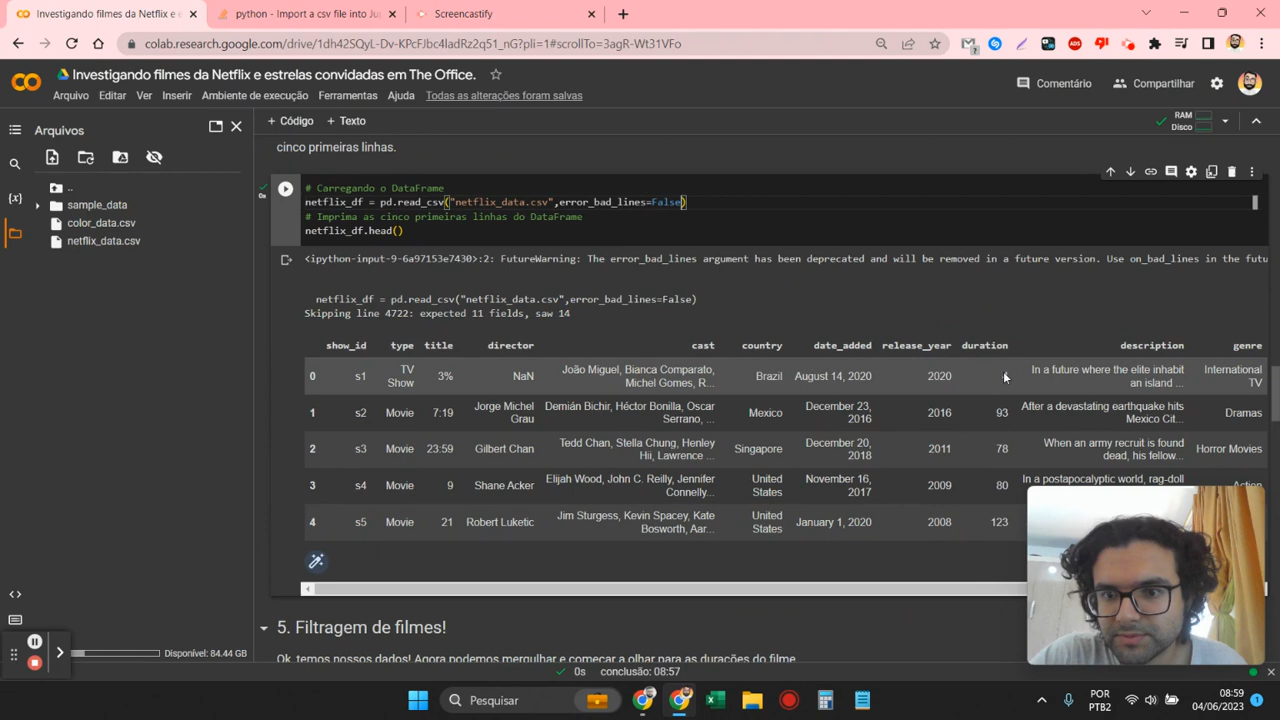 Investigando filmes da Netflix e
python - Import a csv file into Ju
Screencastify
colab.research.google.com/drive/1dh42SQyL-Dv-KPcFJbc4ladRz2s5_nG?pli=1#scrollTo=3agR-Wt31VFo
Investigando filmes da Netflix e estrelas convidadas em The Office.
Comentário
Compartilhar
Arquivo Editar Ver Inserir Ambiente de execução Ferramentas Ajuda Todas as alterações foram salvas
Arquivos
+ Código + Texto
RAM
Disco
..
sample_data
color_data.csv
netflix_data.csv
cinco primeiras linhas.
0s
# Carregando o DataFrame
netflix_df = pd.read_csv("netflix_data.csv",error_bad_lines=False)
# Imprima as cinco primeiras linhas do DataFrame
netflix_df.head()
<ipython-input-9-6a97153e7430>:2: FutureWarning: The error_bad_lines argument has been deprecated and will be removed in a future version. Use on_bad_lines in the futu
netflix_df = pd.read_csv("netflix_data.csv",error_bad_lines=False)
Skipping line 4722: expected 11 fields, saw 14
show_id type title director cast country date_added release_year duration description genre
0 s1 TV Show 3% NaN João Miguel, Bianca Comparato, Michel Gomes, R... Brazil August 14, 2020 2020 In a future where the elite inhabit an island ... International TV
1 s2 Movie 7:19 Jorge Michel Grau Demián Bichir, Héctor Bonilla, Oscar Serrano, ... Mexico December 23, 2016 2016 93 After a devastating earthquake hits Mexico Cit... Dramas
2 s3 Movie 23:59 Gilbert Chan Tedd Chan, Stella Chung, Henley Hii, Lawrence ... Singapore December 20, 2018 2011 78 When an army recruit is found dead, his fellow... Horror Movies
3 s4 Movie 9 Shane Acker Elijah Wood, John C. Reilly, Jennifer Connelly... United States November 16, 2017 2009 80 In a postapocalyptic world, rag-doll Action
4 s5 Movie 21 Robert Luketic Jim Sturgess, Kevin Spacey, Kate Bosworth, Aar... United States January 1, 2020 2008 123
5. Filtragem de filmes!
Ok, temos nossos dados! Agora podemos mergulhar e começar a olhar para as durações do filme
Disponível: 84.44 GB
0s conclusão: 08:57
Pesquisar
POR
PTB2
08:59
04/06/2023
1